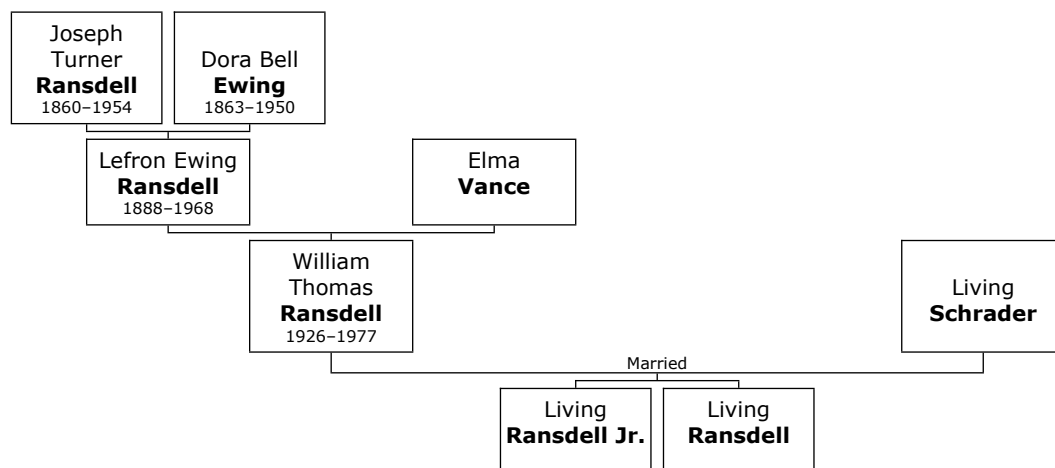 Joseph
Turner
Ransdell
1860–1954
Dora Bell
Ewing
1863–1950
Lefron Ewing
Ransdell
1888–1968
Elma
Vance
William
Thomas
Ransdell
1926–1977
Living
Schrader
Married
Living
Ransdell Jr.
Living
Ransdell